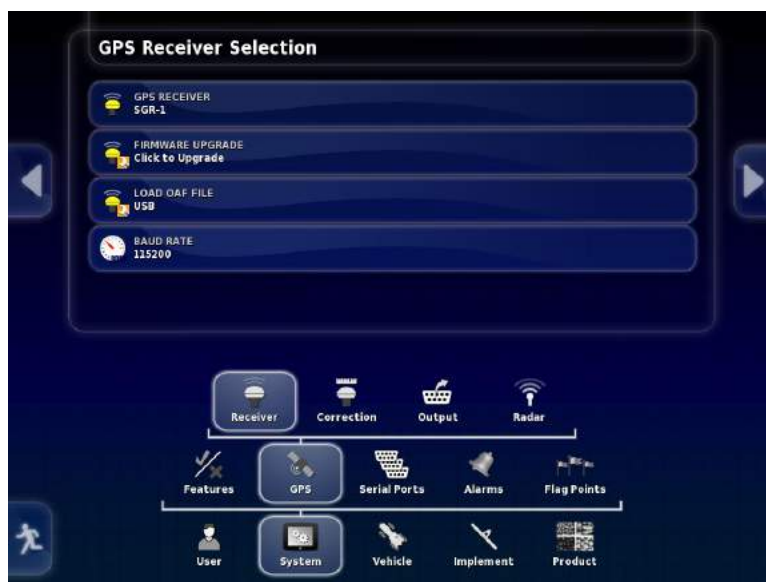 GPS Receiver Selection
GPS RECEIVER
SGR-1
FIRMWARE UPGRADE
Click to Upgrade
LOAD OAF FILE
USB
BAUD RATE
115200
Receiver Correction Output Radar
Features GPS Serial Ports Alarms Flag Points
User System Vehicle Implement Product